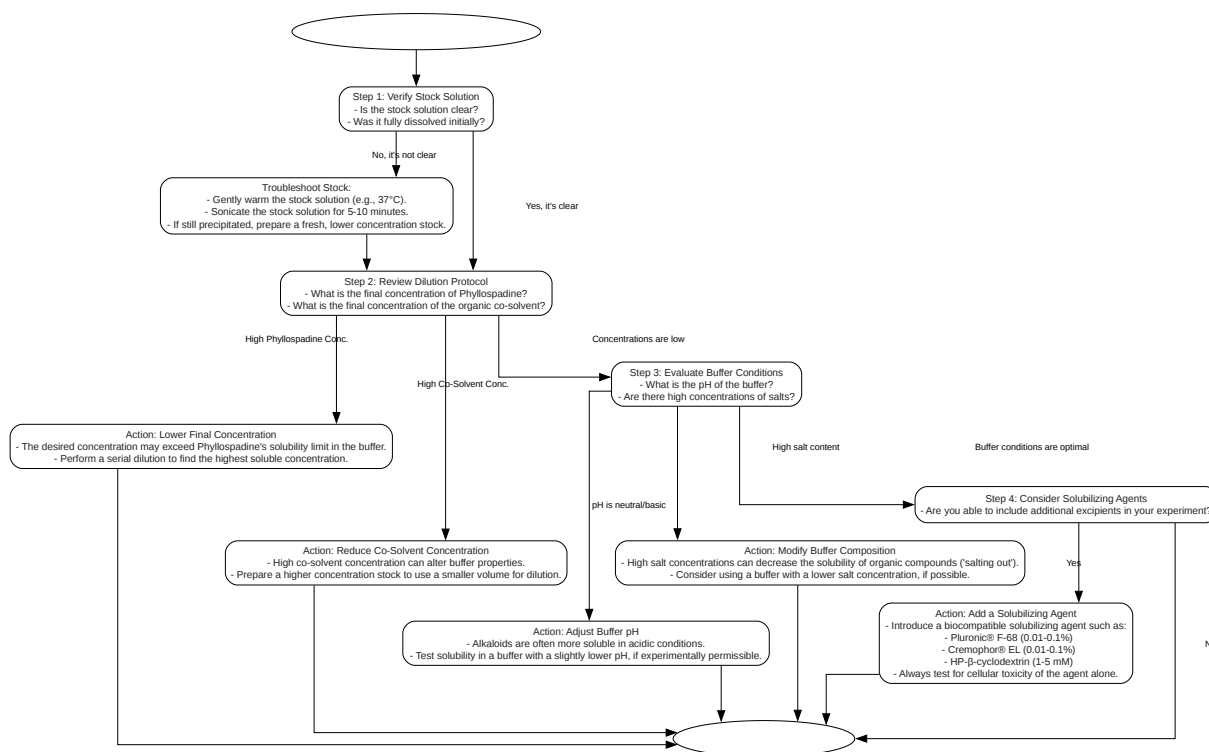 Step 1: Verify Stock Solution
- Is the stock solution clear?
- Was it fully dissolved initially?
No, it's not clear
Troubleshoot Stock:
- Gently warm the stock solution (e.g., 37°C).
- Sonicate the stock solution for 5-10 minutes.
- If still precipitated, prepare a fresh, lower concentration stock.
Yes, it's clear
Step 2: Review Dilution Protocol
- What is the final concentration of Phyllospadine?
- What is the final concentration of the organic co-solvent?
High Phyllospadine Conc.
Concentrations are low
High Co-Solvent Conc.
Step 3: Evaluate Buffer Conditions
- What is the pH of the buffer?
- Are there high concentrations of salts?
Action: Lower Final Concentration
- The desired concentration may exceed Phyllospadine's solubility limit in the buffer.
- Perform a serial dilution to find the highest soluble concentration.
High salt content
Buffer conditions are optimal
pH is neutral/basic
Step 4: Consider Solubilizing Agents
- Are you able to include additional excipients in your experiment?
Action: Reduce Co-Solvent Concentration
- High co-solvent concentration can alter buffer properties.
- Prepare a higher concentration stock to use a smaller volume for dilution.
Action: Modify Buffer Composition
- High salt concentrations can decrease the solubility of organic compounds ('salting out').
- Consider using a buffer with a lower salt concentration, if possible.
Yes
Action: Adjust Buffer pH
- Alkaloids are often more soluble in acidic conditions.
- Test solubility in a buffer with a slightly lower pH, if experimentally permissible.
Action: Add a Solubilizing Agent
- Introduce a biocompatible solubilizing agent such as:
- Pluronic® F-68 (0.01-0.1%)
- Cremophor® EL (0.01-0.1%)
- HP-β-cyclodextrin (1-5 mM)
- Always test for cellular toxicity of the agent alone.